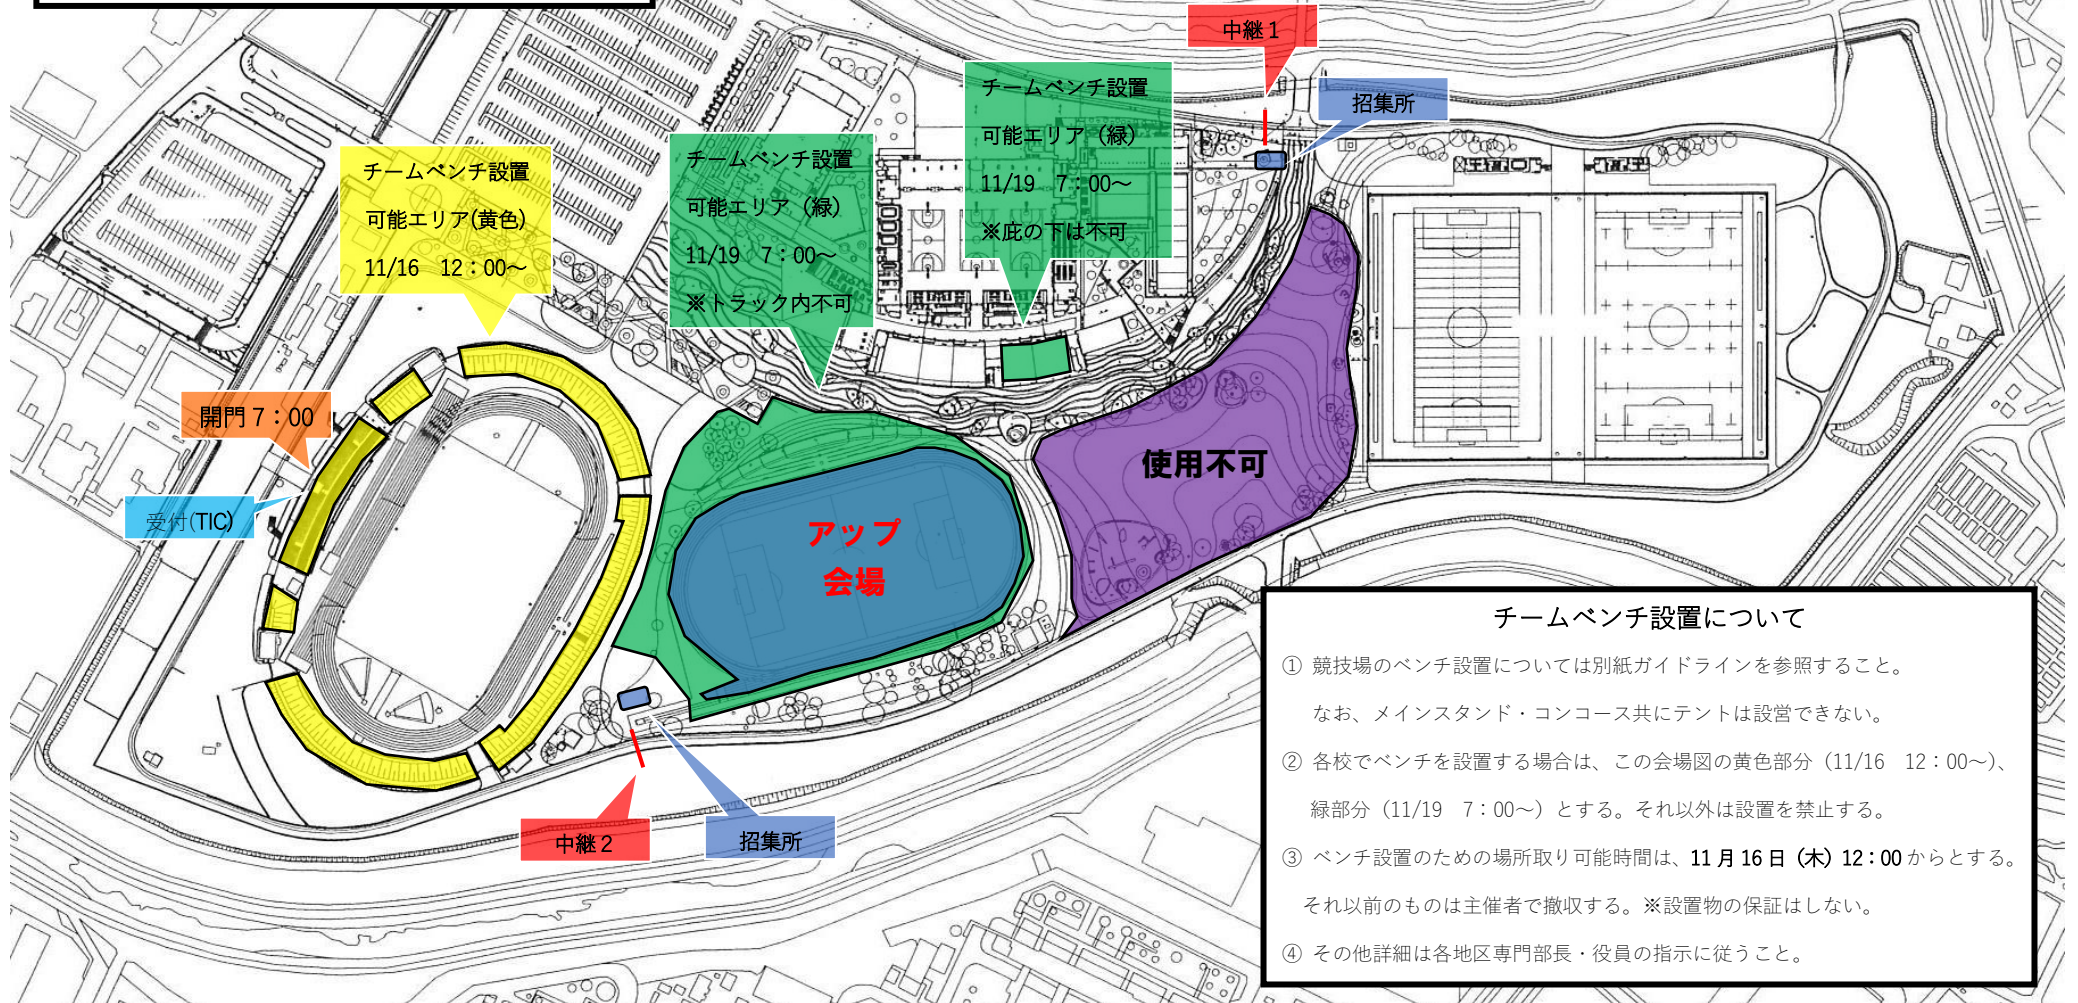 中継1
招集所
チームベンチ設置
可能エリア（緑）
11/19　7：00～
※庇の下は不可
チームベンチ設置
可能エリア（緑）
11/19　7：00～
※トラック内不可
チームベンチ設置
可能エリア(黄色)
11/16　12：00～
開門 7：00
受付(TIC)
使用不可
アップ
会場
中継2
招集所
チームベンチ設置について
① 競技場のベンチ設置については別紙ガイドラインを参照すること。
なお、メインスタンド・コンコース共にテントは設営できない。
② 各校でベンチを設置する場合は、この会場図の黄色部分（11/16　12：00～）、
緑部分（11/19　7：00～）とする。それ以外は設置を禁止する。
③ ベンチ設置のための場所取り可能時間は、11月16日（木）12：00からとする。
それ以前のものは主催者で撤収する。※設置物の保証はしない。
④ その他詳細は各地区専門部長・役員の指示に従うこと。